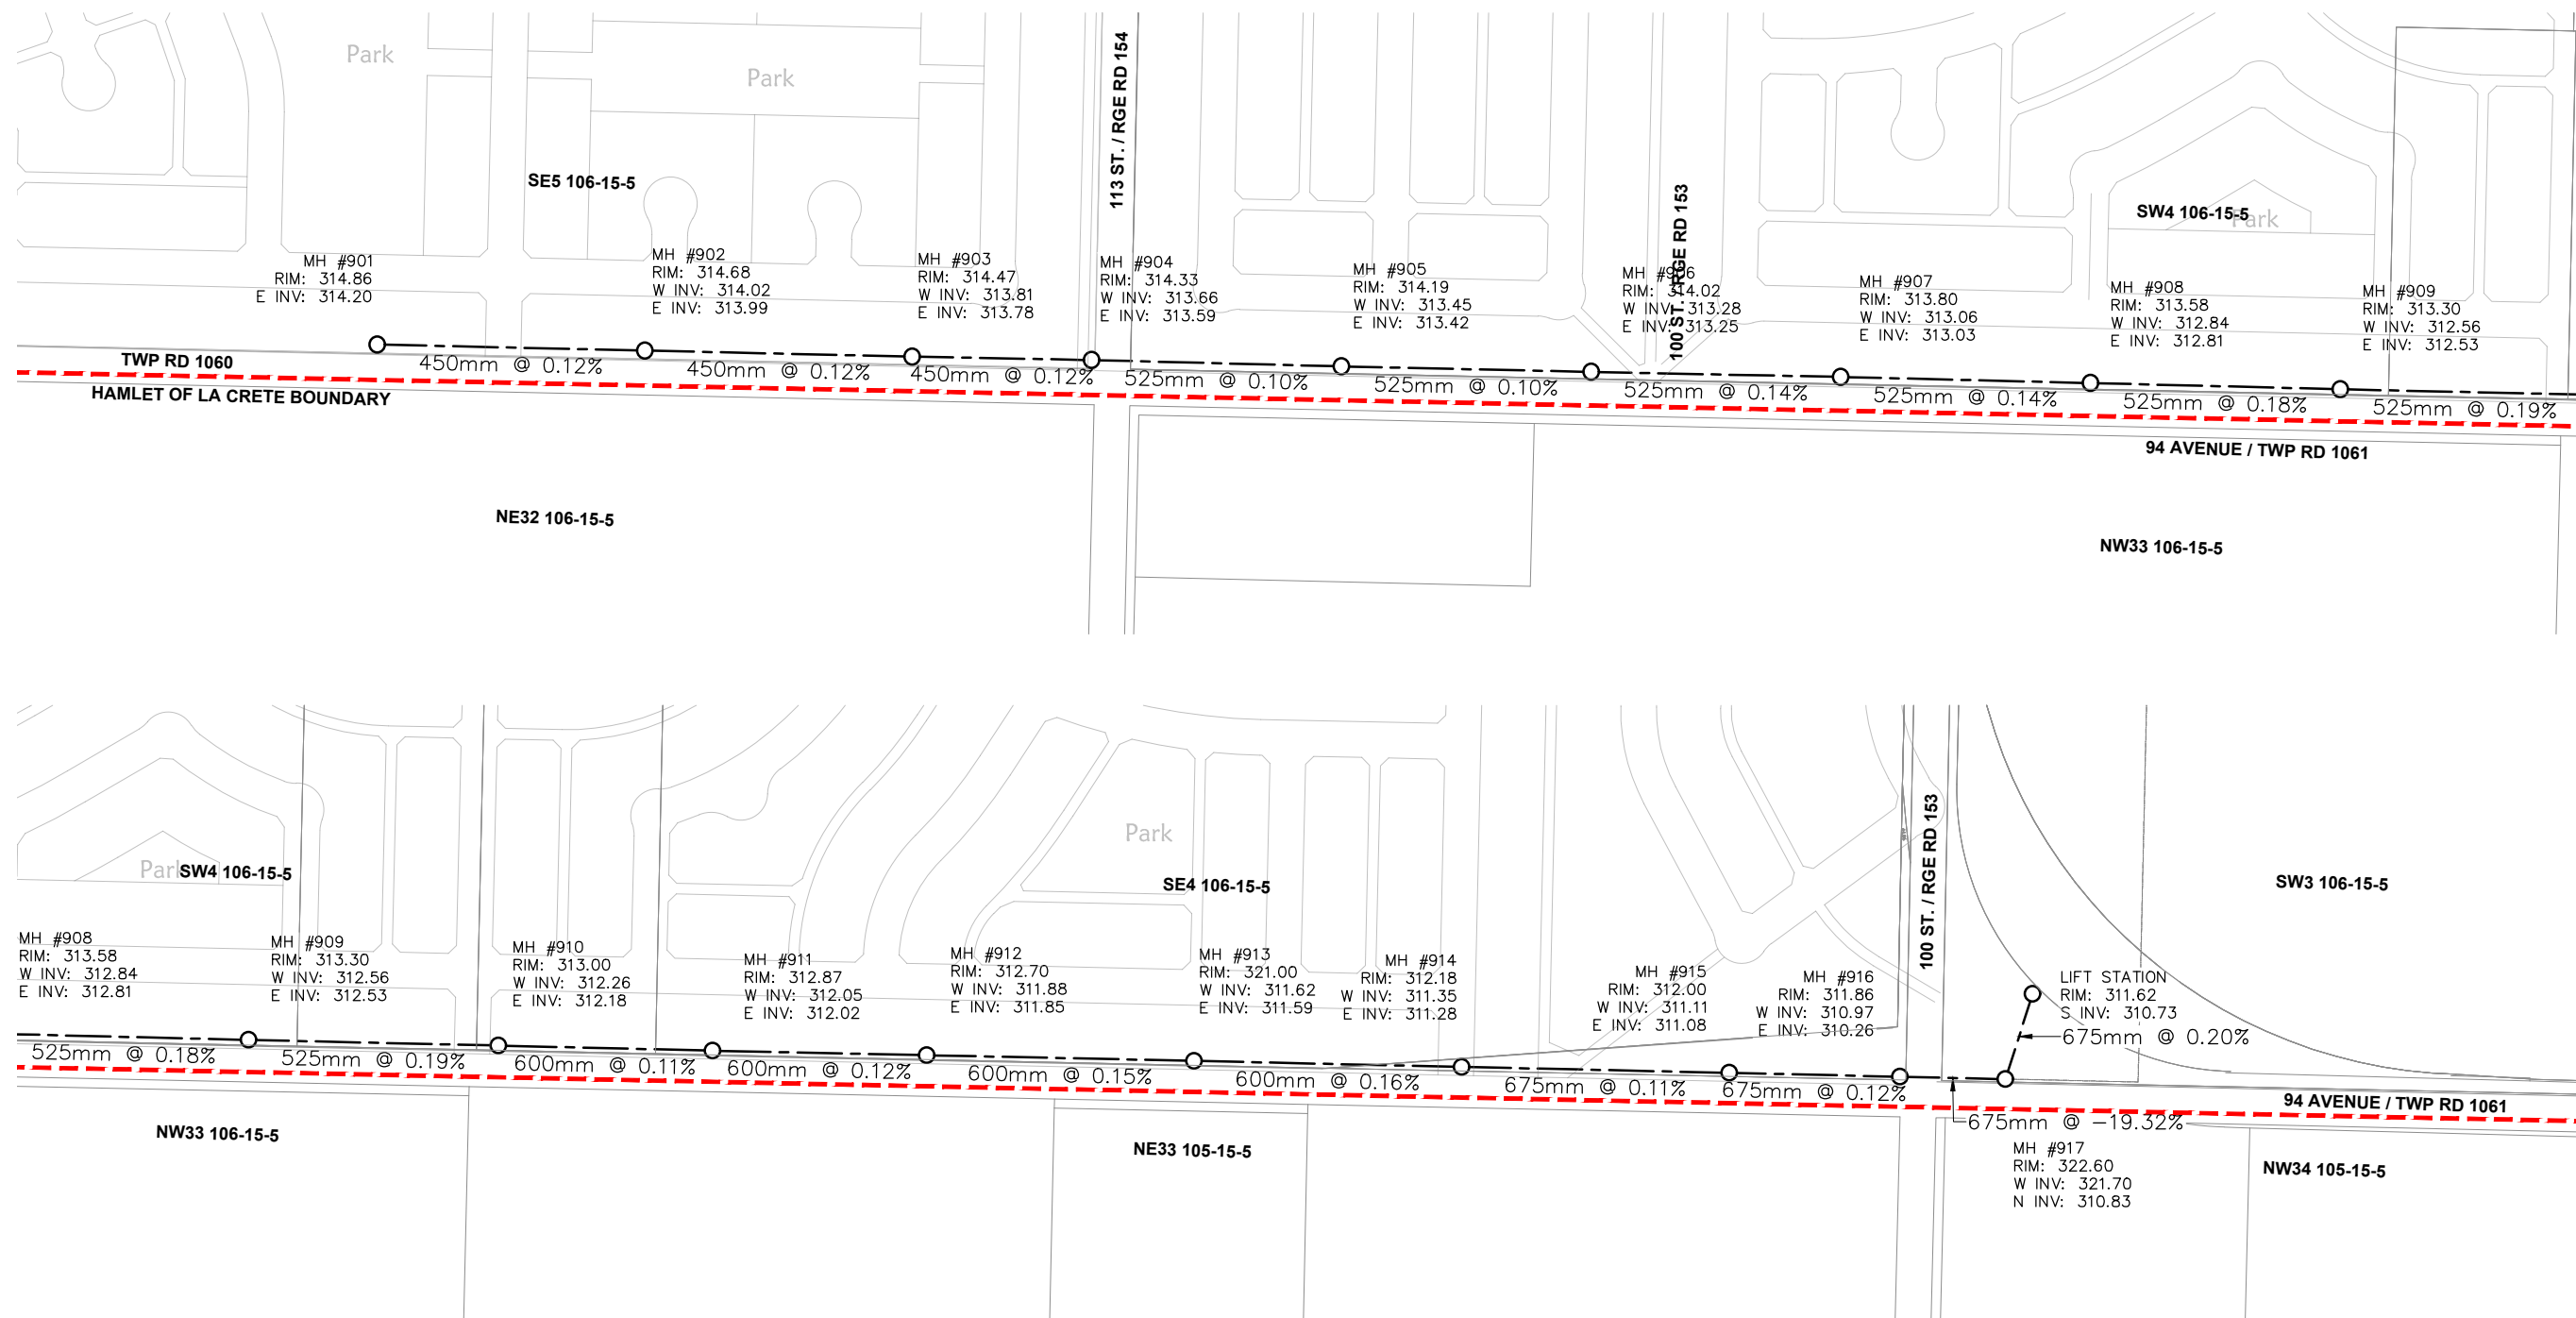 Park
Park
113 ST. / RGE RD 154
SE5 106-15-5
100 ST. / RGE RD 153
SW4 106-15-5
Park
MH #901
RIM: 314.86
E INV: 314.20
MH #902
RIM: 314.68
W INV: 314.02
E INV: 313.99
MH #903
RIM: 314.47
W INV: 313.81
E INV: 313.78
MH #904
RIM: 314.33
W INV: 313.66
E INV: 313.59
MH #905
RIM: 314.19
W INV: 313.45
E INV: 313.42
MH #906
RIM: 314.02
W INV: 313.28
E INV: 313.25
MH #907
RIM: 313.80
W INV: 313.06
E INV: 313.03
MH #908
RIM: 313.58
W INV: 312.84
E INV: 312.81
MH #909
RIM: 313.30
W INV: 312.56
E INV: 312.53
TWP RD 1060
450mm @ 0.12%
450mm @ 0.12%
450mm @ 0.12%
525mm @ 0.10%
525mm @ 0.10%
525mm @ 0.14%
525mm @ 0.14%
525mm @ 0.18%
525mm @ 0.19%
HAMLET OF LA CRETE BOUNDARY
94 AVENUE / TWP RD 1061
NE32 106-15-5
NW33 106-15-5
Park
SW4 106-15-5
Park
SE4 106-15-5
100 ST. / RGE RD 153
SW3 106-15-5
MH #908
RIM: 313.58
W INV: 312.84
E INV: 312.81
MH #909
RIM: 313.30
W INV: 312.56
E INV: 312.53
MH #910
RIM: 313.00
W INV: 312.26
E INV: 312.18
MH #911
RIM: 312.87
W INV: 312.05
E INV: 312.02
MH #912
RIM: 312.70
W INV: 311.88
E INV: 311.85
MH #913
RIM: 321.00
W INV: 311.62
E INV: 311.59
MH #914
RIM: 312.18
W INV: 311.35
E INV: 311.28
MH #915
RIM: 312.00
W INV: 311.11
E INV: 311.08
MH #916
RIM: 311.86
W INV: 310.97
E INV: 310.26
LIFT STATION
RIM: 311.62
S INV: 310.73
675mm @ 0.20%
525mm @ 0.18%
525mm @ 0.19%
600mm @ 0.11%
600mm @ 0.12%
600mm @ 0.15%
600mm @ 0.16%
675mm @ 0.11%
675mm @ 0.12%
94 AVENUE / TWP RD 1061
675mm @ -19.32%
MH #917
RIM: 322.60
W INV: 321.70
N INV: 310.83
NW33 106-15-5
NE33 105-15-5
NW34 105-15-5